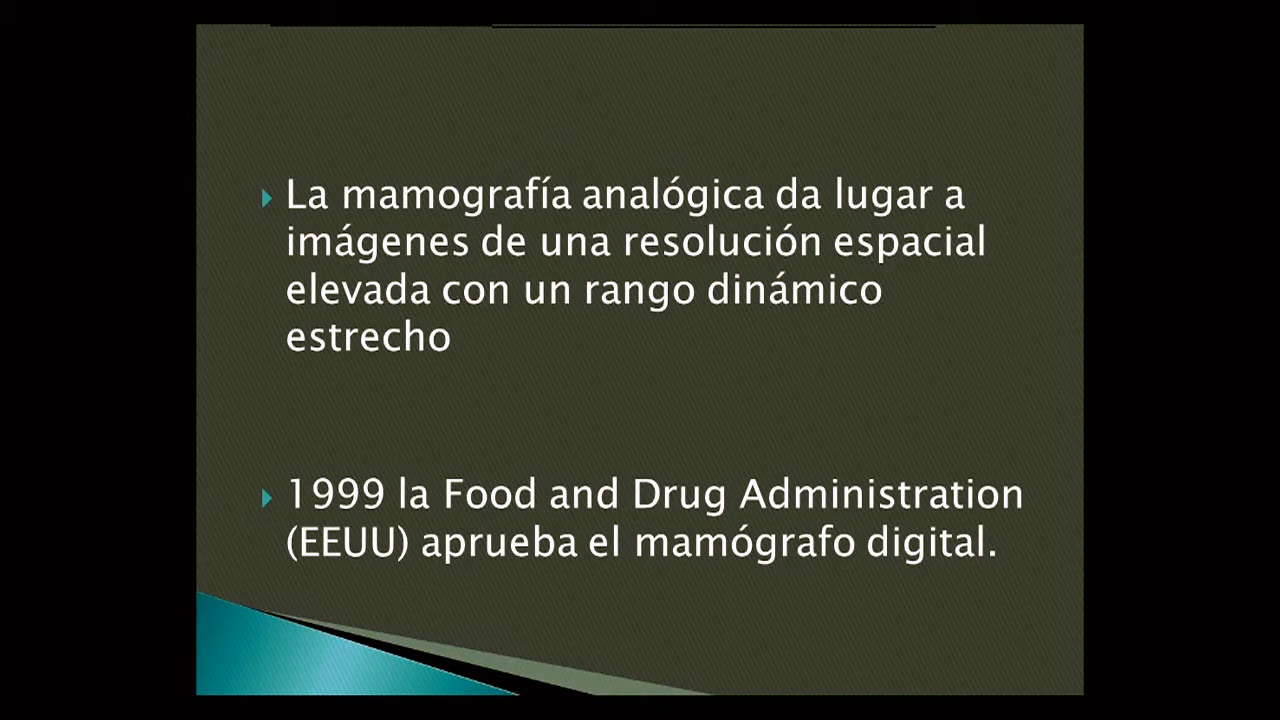 La mamografía analógica da lugar a
imágenes de una resolución espacial
elevada con un rango dinámico
estrecho
1999 la Food and Drug Administration
(EEUU) aprueba el mamógrafo digital.